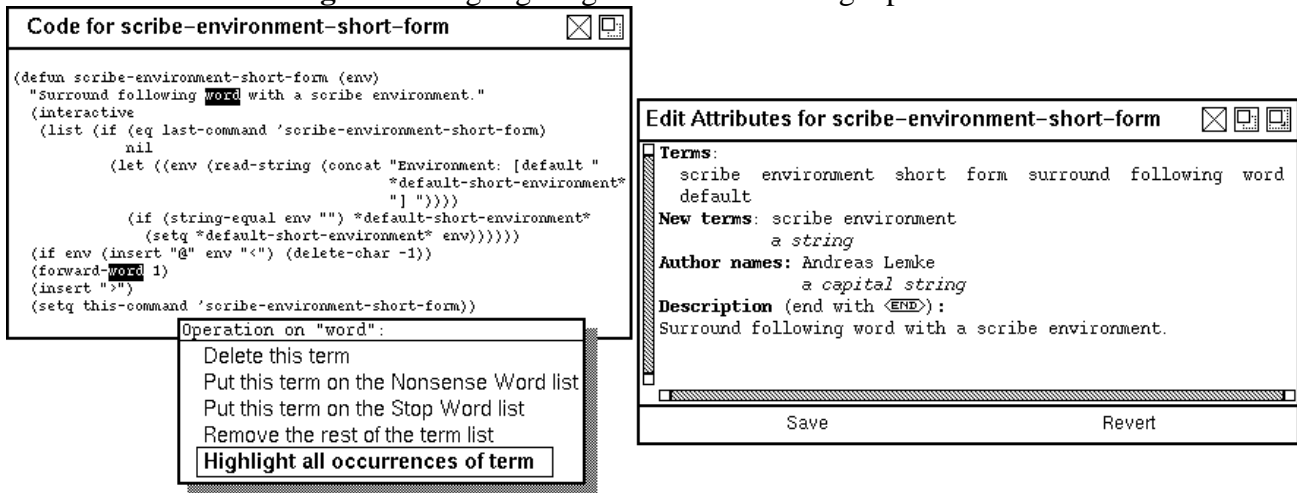 Code for scribe–environment–short–form
(defun scribe-environment-short-form (env)
"Surround following word with a scribe environment."
(interactive
(list (if (eq last-command 'scribe-environment-short-form)
nil
(let ((env (read-string (concat "Environment: [default "
*default-short-environment*
"] "))))
(if (string-equal env "") *default-short-environment*
(setq *default-short-environment* env))))))
(if env (insert "@" env "<") (delete-char -1))
(forward-word 1)
(insert ">")
(setq this-command 'scribe-environment-short-form))
Operation on "word":
Delete this term
Put this term on the Nonsense Word list
Put this term on the Stop Word list
Remove the rest of the term list
Highlight all occurrences of term
Edit Attributes for scribe–environment–short–form
Terms:
scribe environment short form surround following word
default
New terms: scribe environment
a string
Author names: Andreas Lemke
a capital string
Description (end with <END>):
Surround following word with a scribe environment.
Save Revert